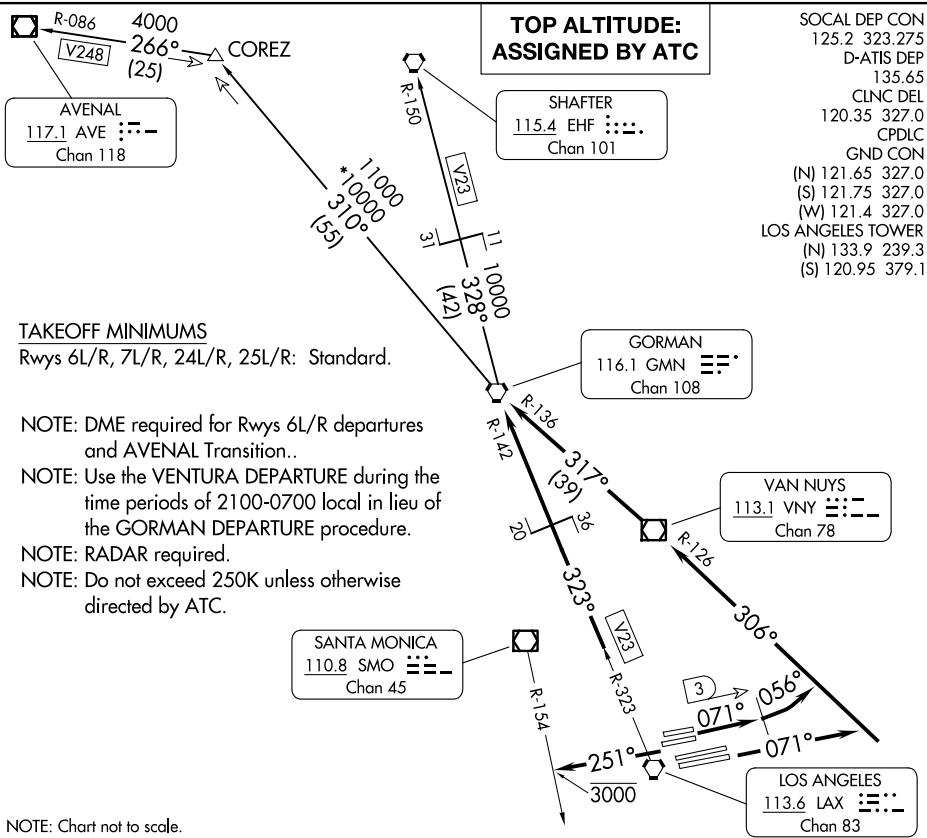 TOP ALTITUDE:
ASSIGNED BY ATC
SOCAL DEP CON
125.2 323.275
D-ATIS DEP
135.65
CLNC DEL
120.35 327.0
CPDLC
GND CON
(N) 121.65 327.0
(S) 121.75 327.0
(W) 121.4 327.0
LOS ANGELES TOWER
(N) 133.9 239.3
(S) 120.95 379.1
R-086
4000
266°
V248
(25)
COREZ
AVENAL
117.1 AVE
Chan 118
R-150
SHAFTER
115.4 EHF
Chan 101
V23
11000
*10000
310°
(55)
31
11
10000
328°
(42)
TAKEOFF MINIMUMS
Rwys 6L/R, 7L/R, 24L/R, 25L/R: Standard.
GORMAN
116.1 GMN
Chan 108
NOTE: DME required for Rwys 6L/R departures
and AVENAL Transition..
NOTE: Use the VENTURA DEPARTURE during the
time periods of 2100-0700 local in lieu of
the GORMAN DEPARTURE procedure.
NOTE: RADAR required.
NOTE: Do not exceed 250K unless otherwise
directed by ATC.
R-136
R-142
317°
(39)
VAN NUYS
113.1 VNY
Chan 78
20
36
R-126
323°
V23
306°
SANTA MONICA
110.8 SMO
Chan 45
R-154
R-323
3
071°
056°
251°
071°
3000
LOS ANGELES
113.6 LAX
Chan 83
NOTE: Chart not to scale.